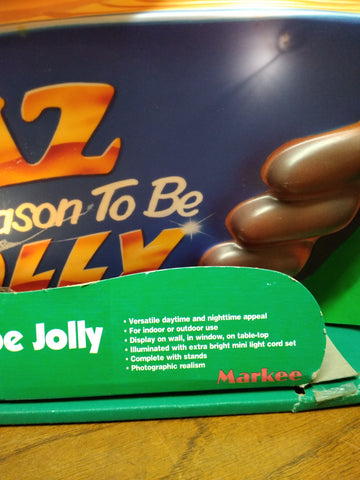 AZ
ason To Be
OLLY
be Jolly
• Versatile daytime and nighttime appeal
• For indoor or outdoor use
• Display on wall, in window, on table-top
• Illuminated with extra bright mini light cord set
• Complete with stands
• Photographic realism
Markee